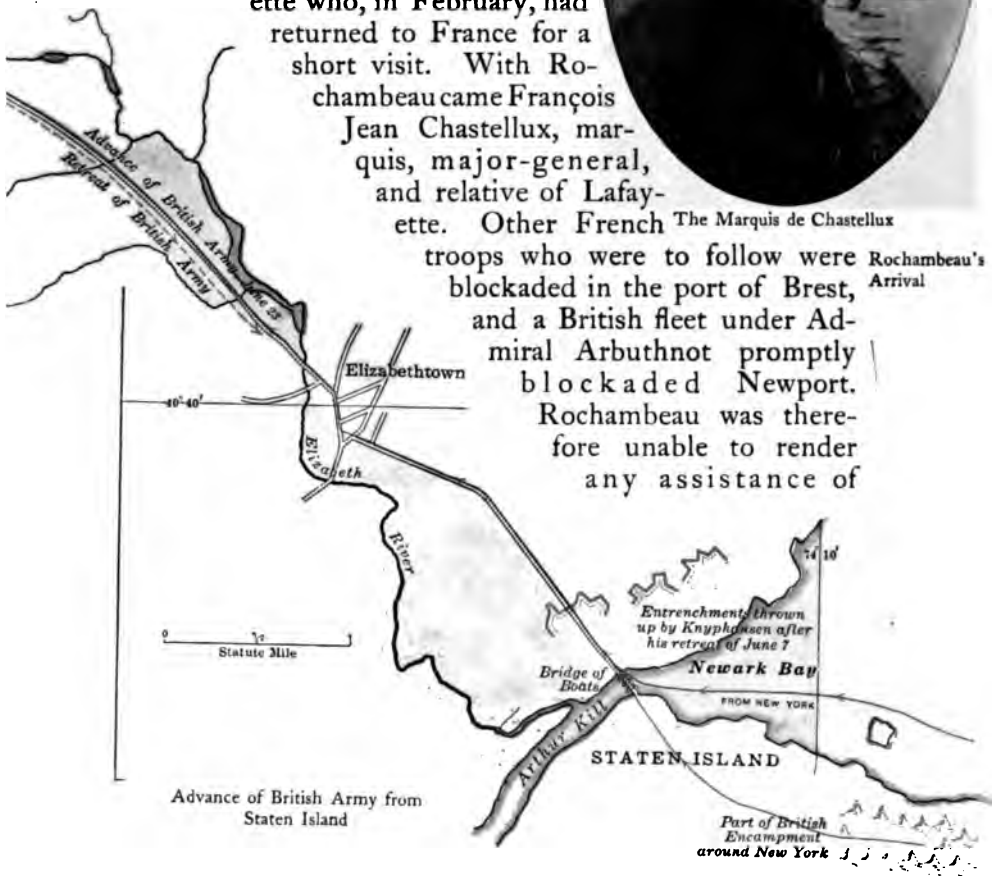 ette who, in February, had
returned to France for a
short visit. With Ro-
chambeau came François
Jean Chastellux, mar-
quis, major-general,
and relative of Lafay-
ette. Other French
troops who were to follow were
blockaded in the port of Brest,
and a British fleet under Ad-
miral Arbuthnot promptly
blockaded Newport.
Rochambeau was there-
fore unable to render
any assistance of
The Marquis de Chastellux
Rochambeau's
Arrival
Advance of British Army June 23
Retreat of British Army
Elizabethtown
40° 40'
Elizabeth
River
0 ½ 1
Statute Mile
74° 10'
Entrenchments thrown
up by Knyphausen after
his retreat of June 7
Newark Bay
Bridge of
Boats
FROM NEW YORK
Arthur Kill
STATEN ISLAND
Part of British
Encampment
around New York
Advance of British Army from
Staten Island